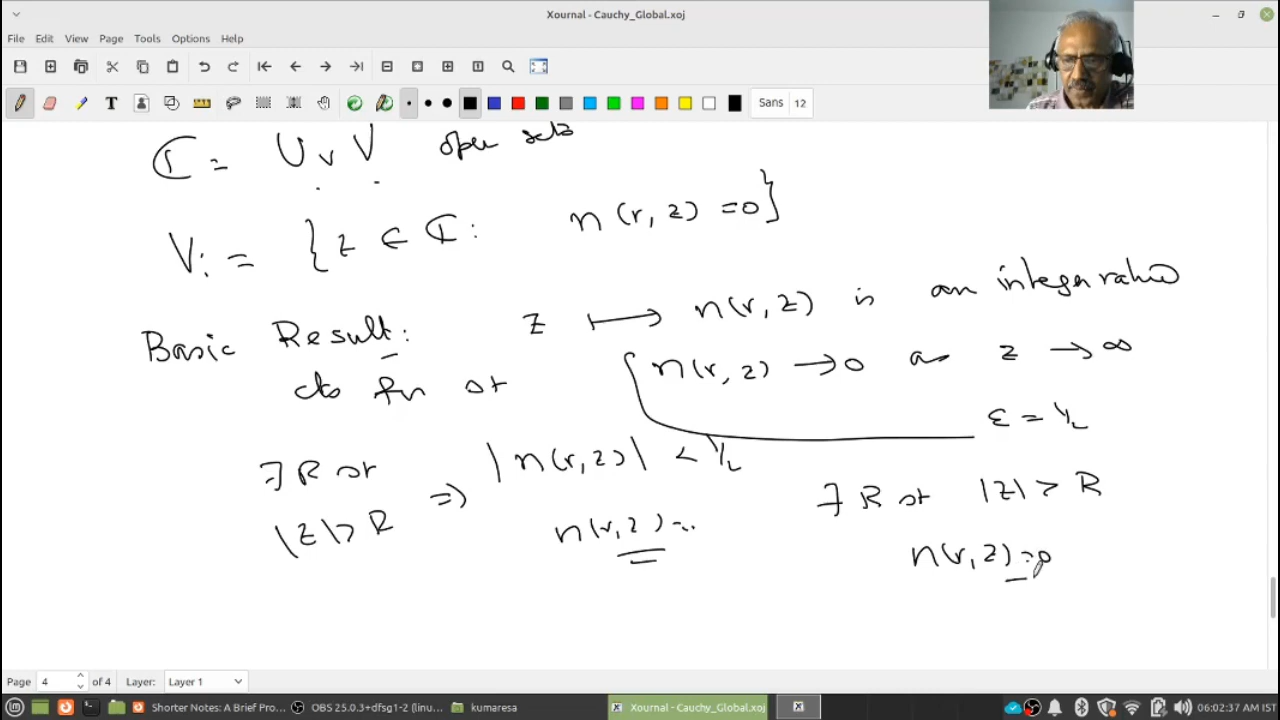 Xournal - Cauchy_Global.xoj
File Edit View Page Tools Options Help
Sans 12
ℂ = U ∪ V open sets
V := { z ∈ ℂ : n(r, z) = 0 }
Basic Result: z ↦ n(r, z) is an integer valued
cts fn st n(r, z) → 0 as z → ∞
ε = 1/2
∃ R st
|z| > R ⇒ |n(r, z)| < 1/2
n(r, z) =
∃ R st |z| > R
n(r, z) = 0
Page 4 of 4 Layer: Layer 1
Shorter Notes: A Brief Pro... OBS 25.0.3+dfsg1-2 (linu... kumaresa Xournal - Cauchy_Global.xoj 06:02:37 AM IST